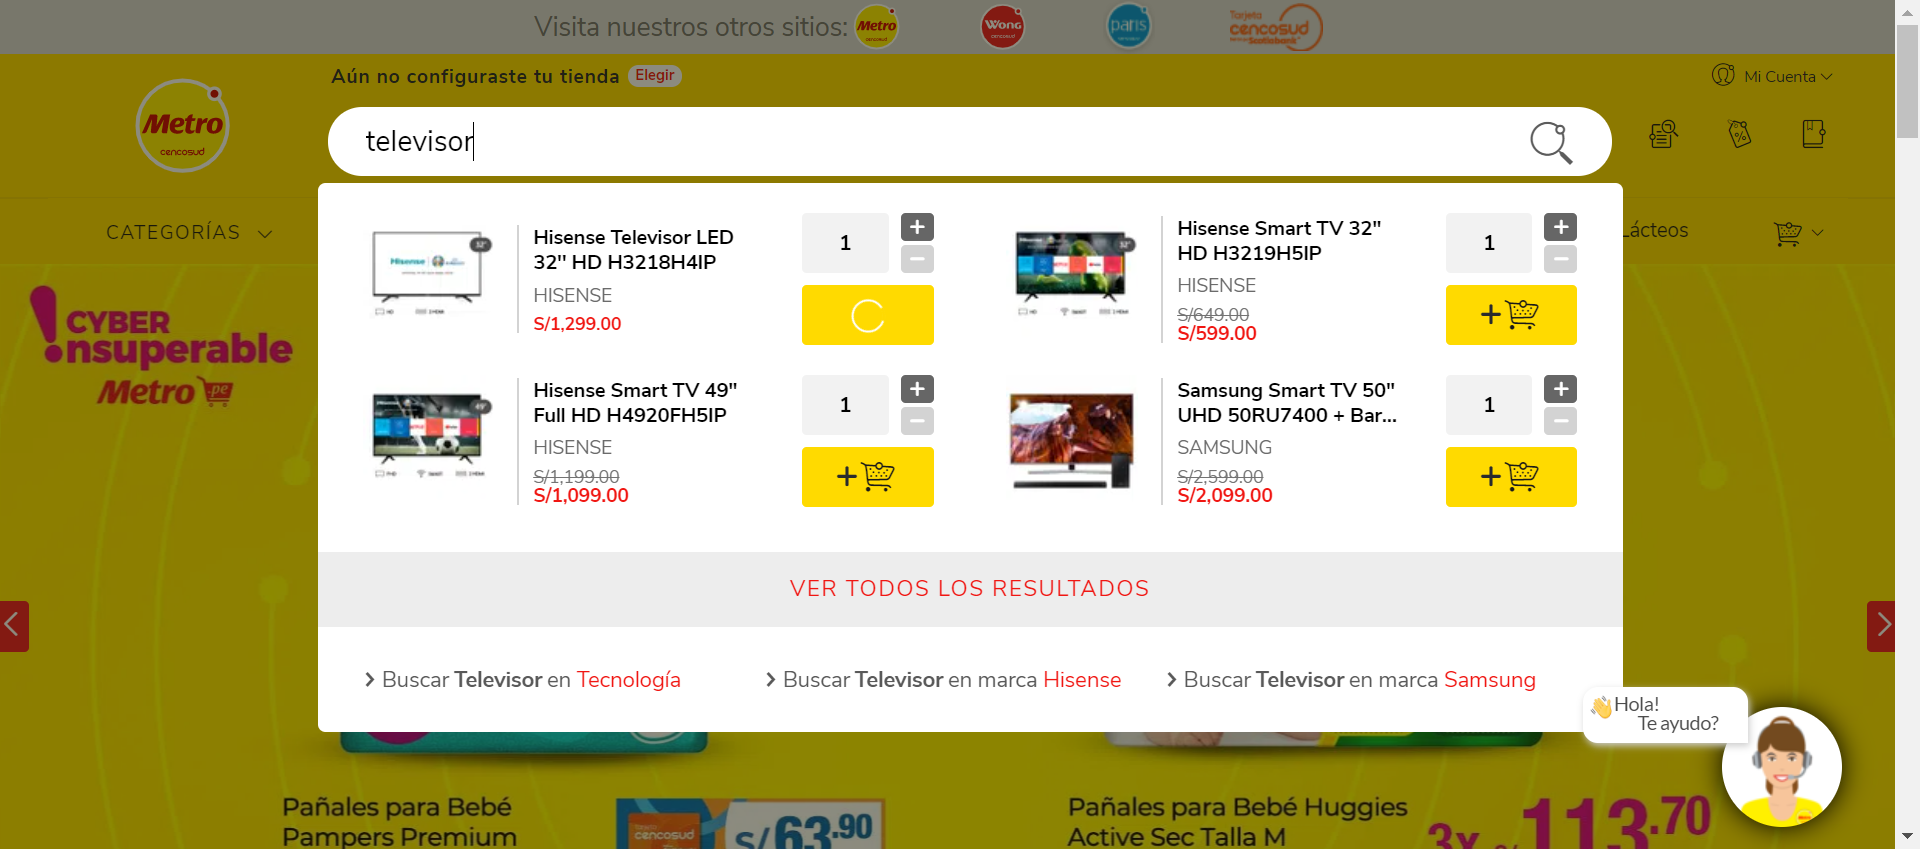 Visita nuestros otros sitios:
Metro
cencosud
Wong
cencosud
paris
cencosud
Tarjeta
cencosud
Scotiabank
Aún no configuraste tu tienda Elegir
Mi Cuenta
Metro
cencosud
televisor
CATEGORÍAS
Lácteos
Hisense Televisor LED
32" HD H3218H4IP
HISENSE
S/1,299.00
1
+
−
Hisense Smart TV 32"
HD H3219H5IP
HISENSE
S/649.00
S/599.00
1
+
−
+
Hisense Smart TV 49"
Full HD H4920FH5IP
HISENSE
S/1,199.00
S/1,099.00
1
+
−
+
Samsung Smart TV 50"
UHD 50RU7400 + Bar...
SAMSUNG
S/2,599.00
S/2,099.00
1
+
−
+
CYBER
Insuperable
Metro pe
VER TODOS LOS RESULTADOS
Buscar Televisor en Tecnología
Buscar Televisor en marca Hisense
Buscar Televisor en marca Samsung
Hola!
Te ayudo?
Pañales para Bebé
Pampers Premium
cencosud
S/63.90
Pañales para Bebé Huggies
Active Sec Talla M
3x S/113.70